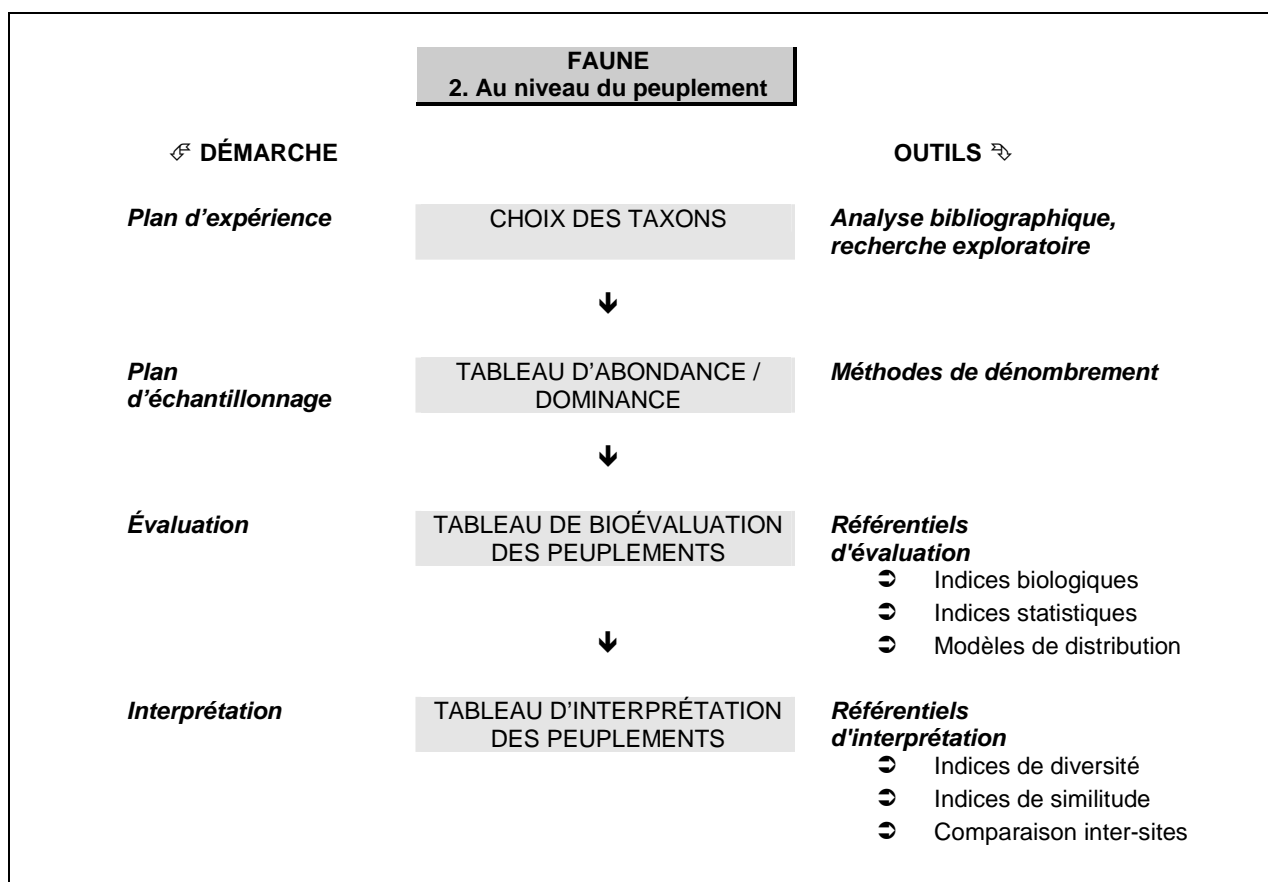 FAUNE
2. Au niveau du peuplement
DÉMARCHE
OUTILS
Plan d'expérience
CHOIX DES TAXONS
Analyse bibliographique,
recherche exploratoire
Plan
d'échantillonnage
TABLEAU D'ABONDANCE /
DOMINANCE
Méthodes de dénombrement
Évaluation
TABLEAU DE BIOÉVALUATION
DES PEUPLEMENTS
Référentiels
d'évaluation
Indices biologiques
Indices statistiques
Modèles de distribution
Interprétation
TABLEAU D'INTERPRÉTATION
DES PEUPLEMENTS
Référentiels
d'interprétation
Indices de diversité
Indices de similitude
Comparaison inter-sites